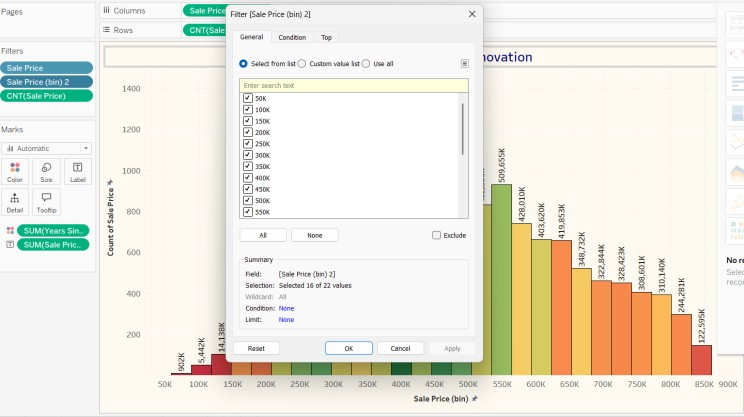 Pages
iii Columns
Sale Price
Rows
CNT(Sale
Filters
Sale Price
Sale Price (bin) 2
CNT(Sale Price)
Marks
Automatic
Color
Size
Label
Detail
Tooltip
SUM(Years Sin..
SUM(Sale Pric..
novation
Filter [Sale Price (bin) 2]
General
Condition
Top
Select from list
Custom value list
Use all
Enter search text
50K
100K
150K
200K
250K
300K
350K
400K
450K
500K
550K
All
None
Exclude
Summary
Field: [Sale Price (bin) 2]
Selection: Selected 16 of 22 values
Wildcard: All
Condition: None
Limit: None
Reset
OK
Cancel
Apply
Count of Sale Price
1400
1200
1000
800
600
400
200
902K
5,442K
14,138K
509,655K
428,010K
403,620K
419,853K
348,732K
322,844K
328,423K
308,601K
310,140K
244,281K
122,595K
50K
100K
150K
200K
250K
300K
350K
400K
450K
500K
550K
600K
650K
700K
750K
800K
850K
900K
Sale Price (bin)
No re
Selec
recor